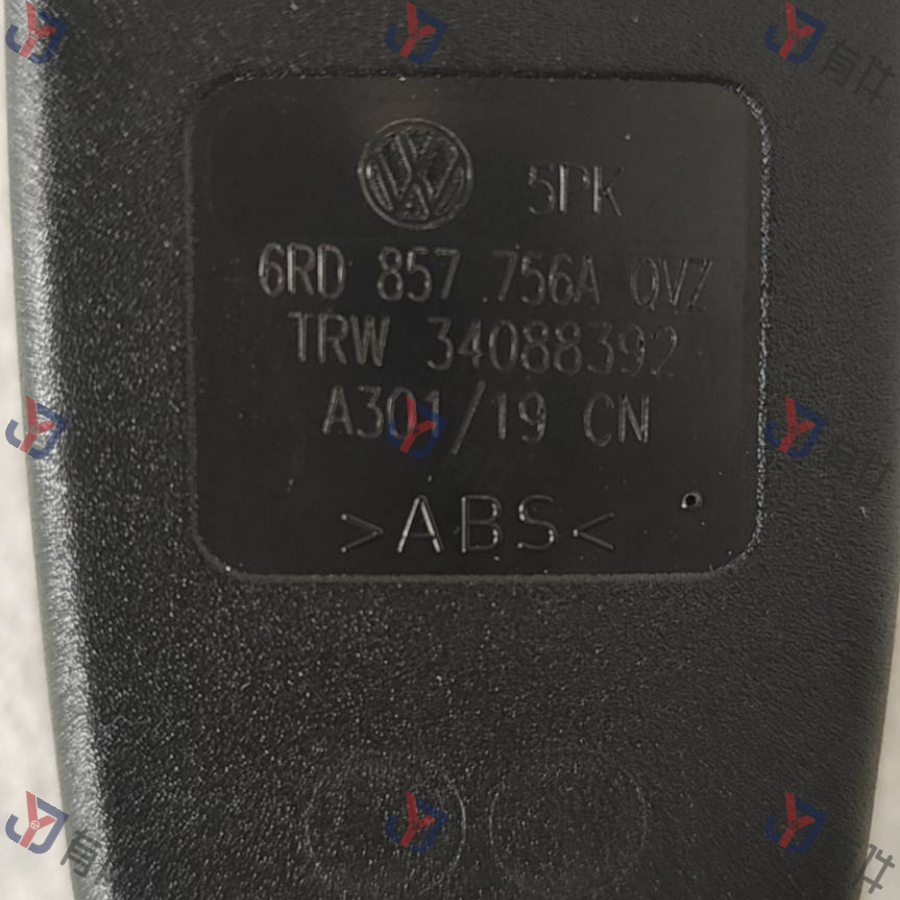 5PK
6RD 857 756A QVZ
TRW 34088392
A301/19 CN
>ABS<